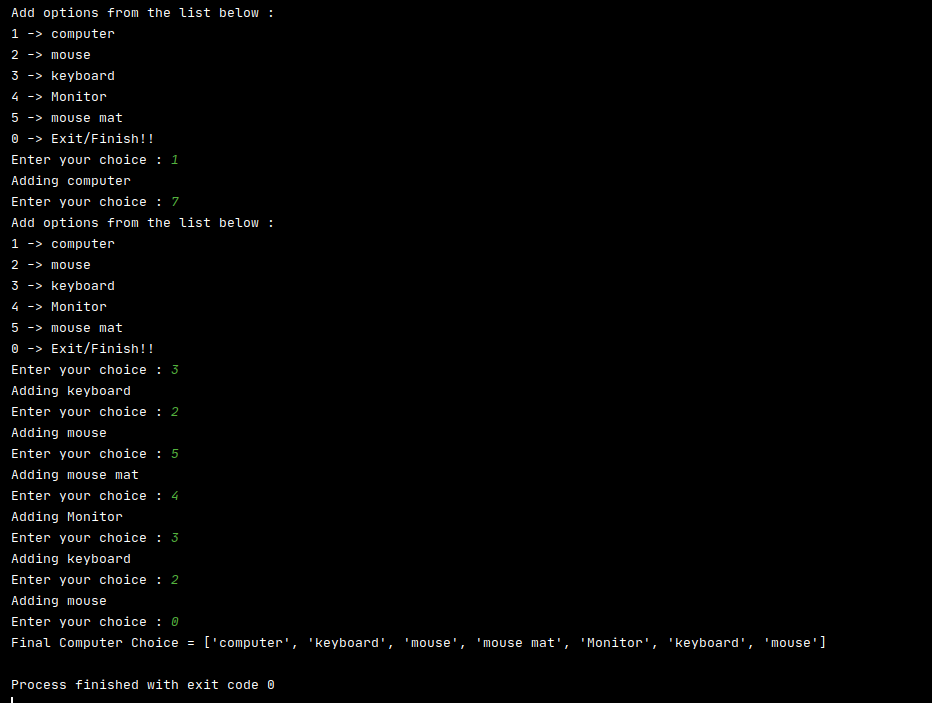 Add options from the list below :
1 -> computer
2 -> mouse
3 -> keyboard
4 -> Monitor
5 -> mouse mat
0 -> Exit/Finish!!
Enter your choice : 1
Adding computer
Enter your choice : 7
Add options from the list below :
1 -> computer
2 -> mouse
3 -> keyboard
4 -> Monitor
5 -> mouse mat
0 -> Exit/Finish!!
Enter your choice : 3
Adding keyboard
Enter your choice : 2
Adding mouse
Enter your choice : 5
Adding mouse mat
Enter your choice : 4
Adding Monitor
Enter your choice : 3
Adding keyboard
Enter your choice : 2
Adding mouse
Enter your choice : 0
Final Computer Choice = ['computer', 'keyboard', 'mouse', 'mouse mat', 'Monitor', 'keyboard', 'mouse']
Process finished with exit code 0